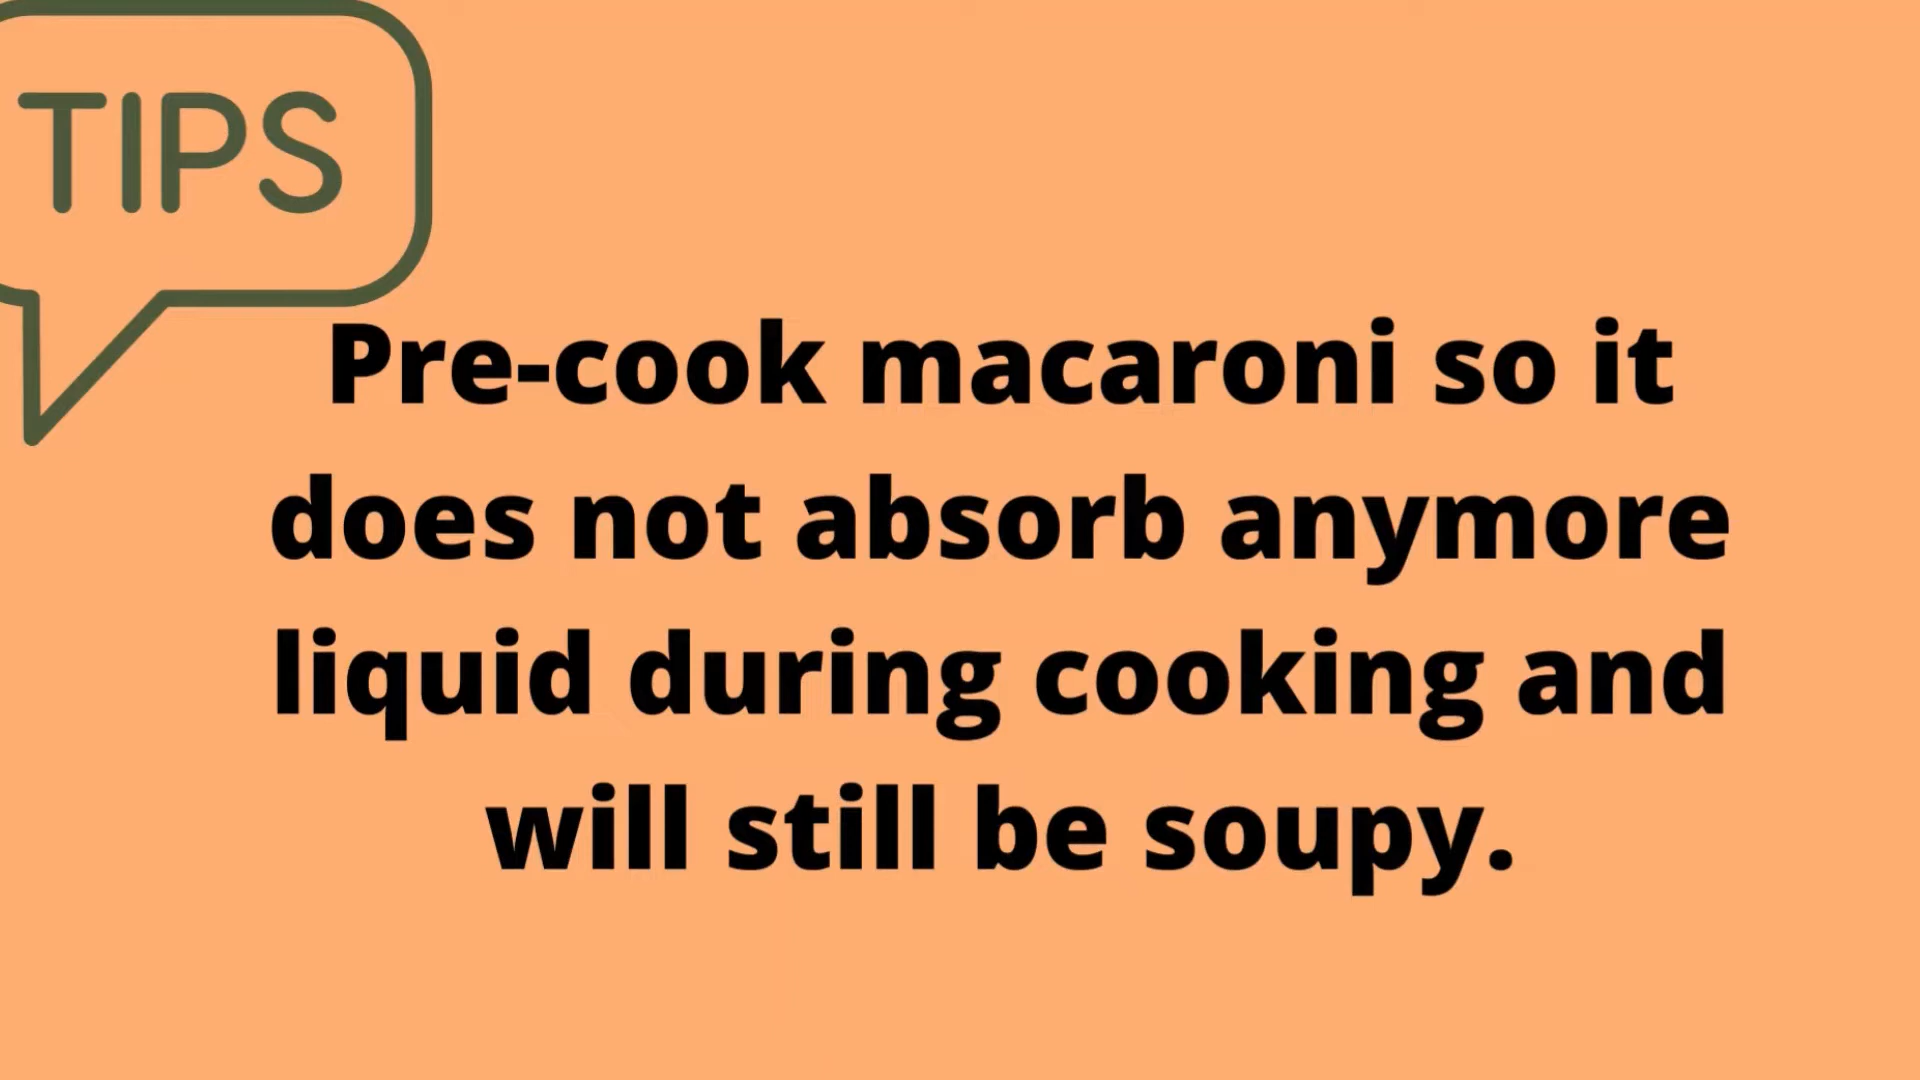 TIPS
Pre-cook macaroni so it
does not absorb anymore
liquid during cooking and
will still be soupy.